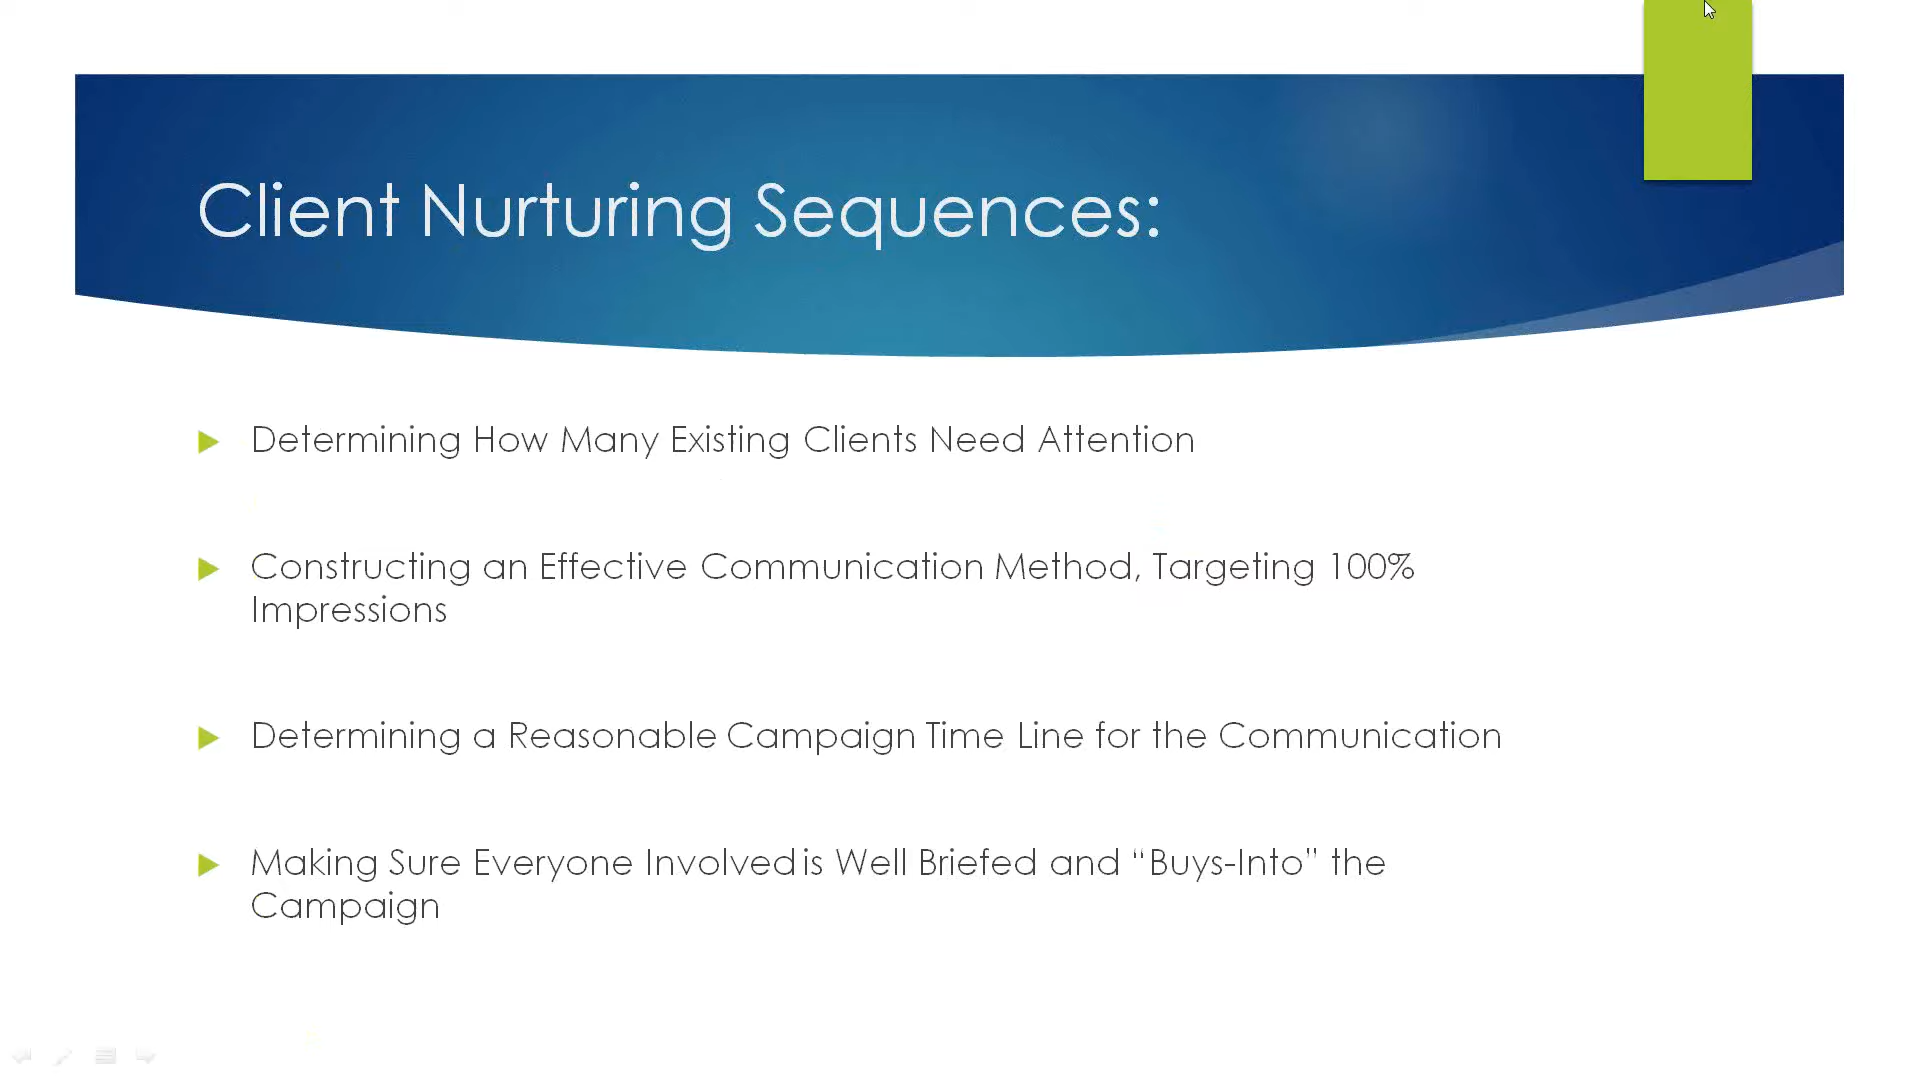 Client Nurturing Sequences:
Determining How Many Existing Clients Need Attention
Constructing an Effective Communication Method, Targeting 100%
Impressions
Determining a Reasonable Campaign Time Line for the Communication
Making Sure Everyone Involved is Well Briefed and “Buys-Into” the
Campaign